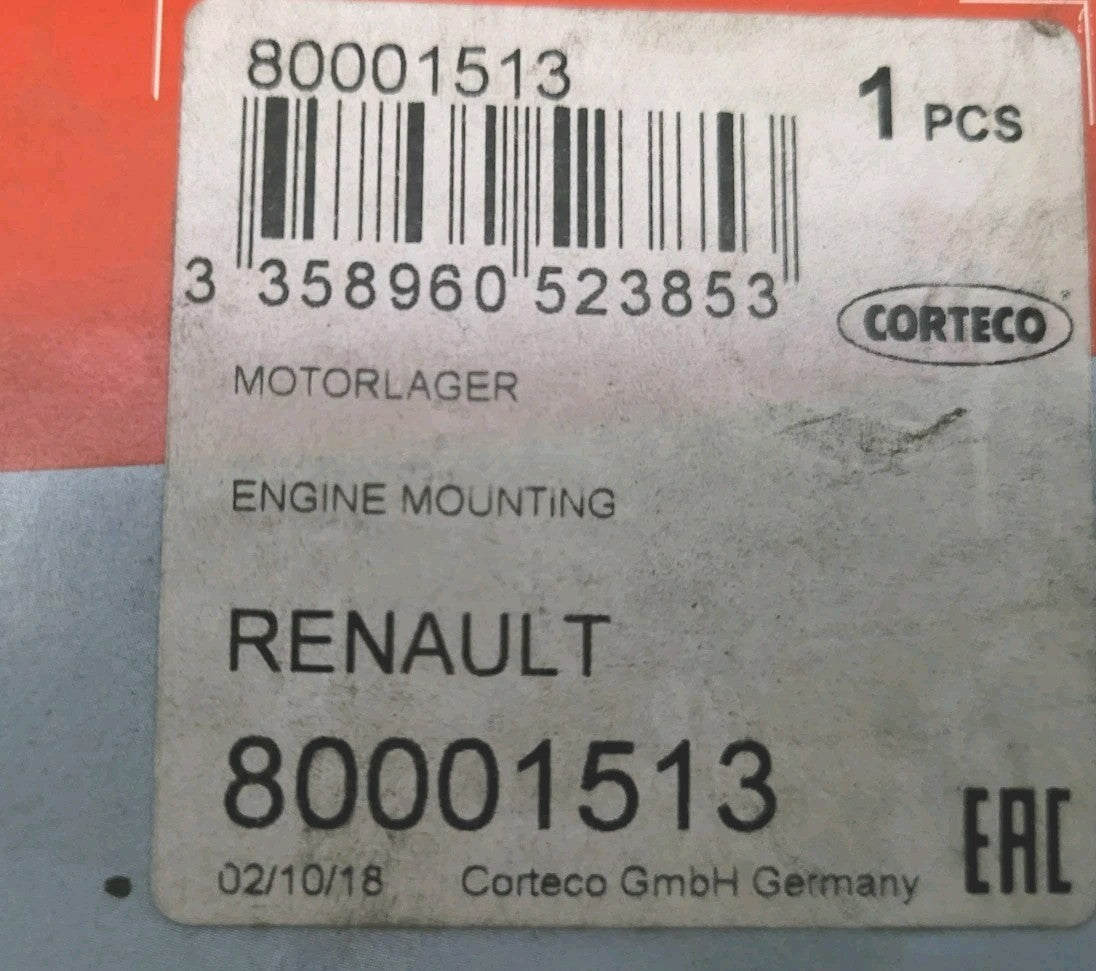 80001513
1 PCS
3 358960 523853
CORTECO
MOTORLAGER
ENGINE MOUNTING
RENAULT
80001513
EAC
02/10/18 Corteco GmbH Germany